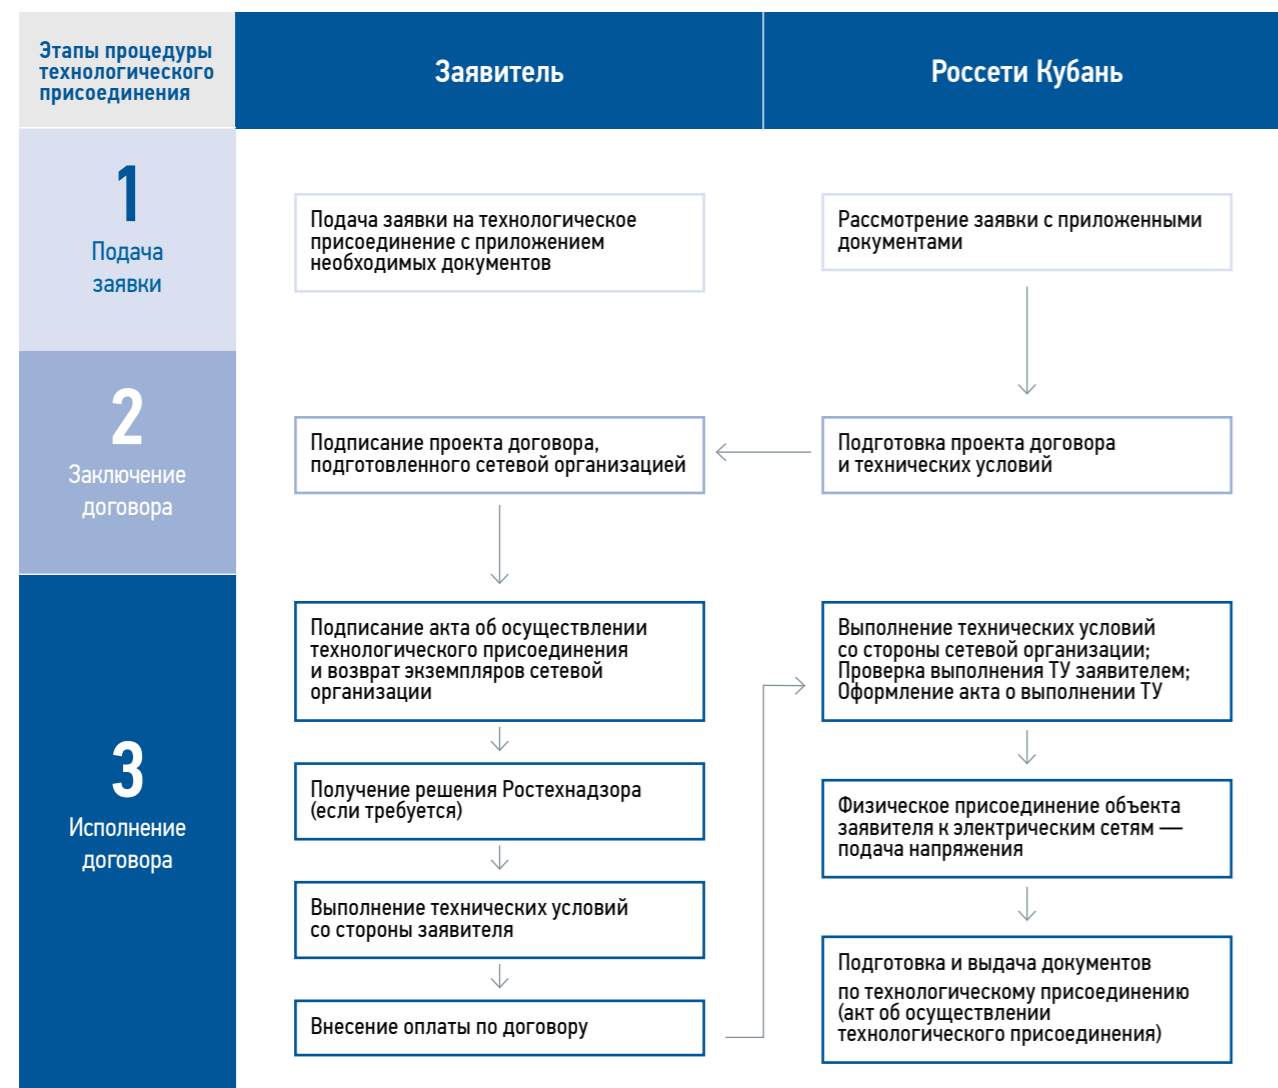 Этапы процедуры
технологического
присоединения
Заявитель
Россети Кубань
1
Подача
заявки
Подача заявки на технологическое
присоединение с приложением
необходимых документов
Рассмотрение заявки с приложенными
документами
2
Заключение
договора
Подписание проекта договора,
подготовленного сетевой организацией
Подготовка проекта договора
и технических условий
3
Исполнение
договора
Подписание акта об осуществлении
технологического присоединения
и возврат экземпляров сетевой
организации
Получение решения Ростехнадзора
(если требуется)
Выполнение технических условий
со стороны заявителя
Внесение оплаты по договору
Выполнение технических условий
со стороны сетевой организации;
Проверка выполнения ТУ заявителем;
Оформление акта о выполнении ТУ
Физическое присоединение объекта
заявителя к электрическим сетям —
подача напряжения
Подготовка и выдача документов
по технологическому присоединению
(акт об осуществлении
технологического присоединения)